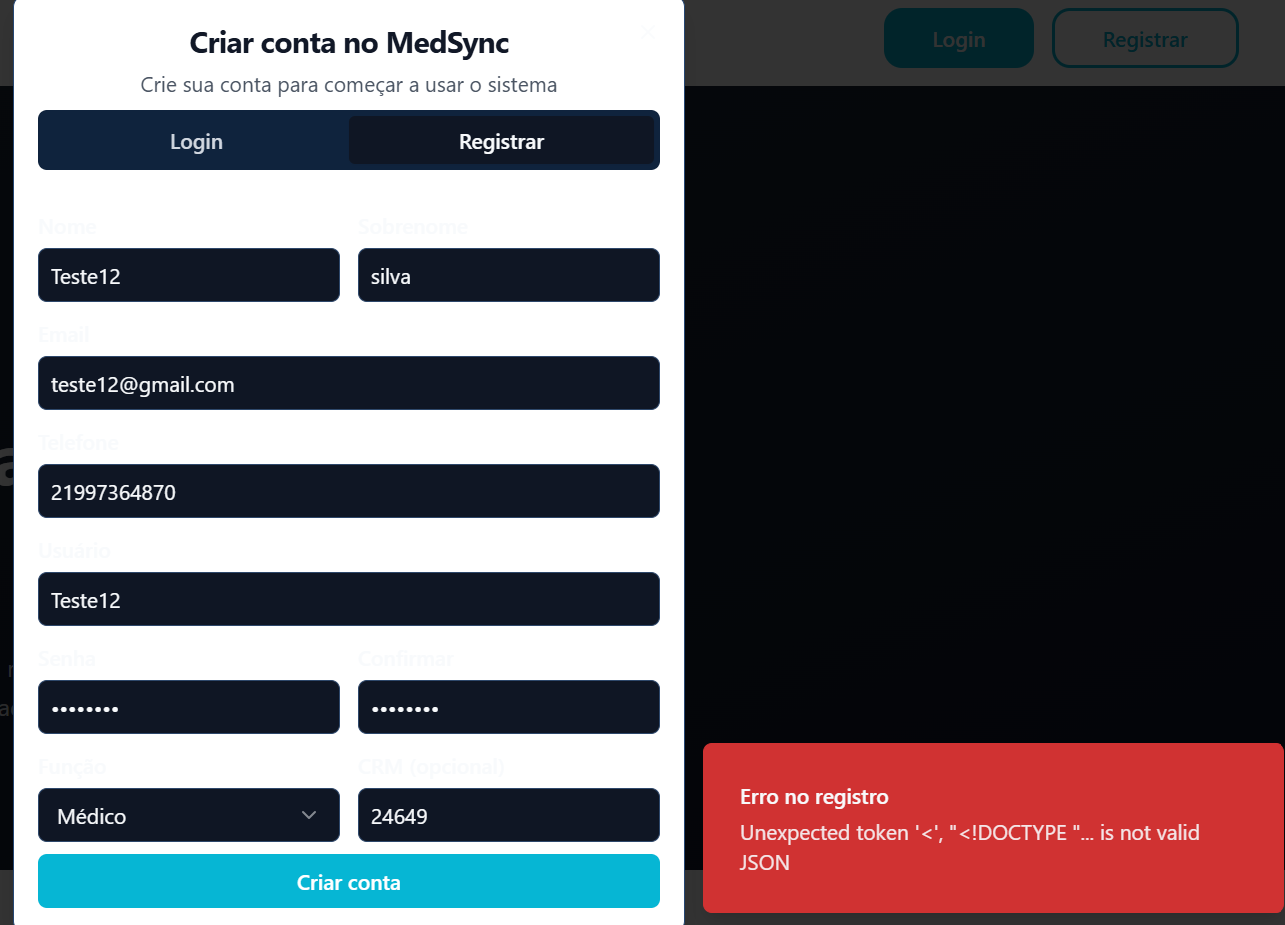 Criar conta no MedSync
Login
Registrar
Crie sua conta para começar a usar o sistema
Login
Registrar
Nome
Sobrenome
Teste12
silva
Email
teste12@gmail.com
Telefone
21997364870
Usuário
Teste12
Senha
Confirmar
••••••••
••••••••
Função
CRM (opcional)
Médico
24649
Criar conta
Erro no registro
Unexpected token '<', "<!DOCTYPE "... is not valid
JSON